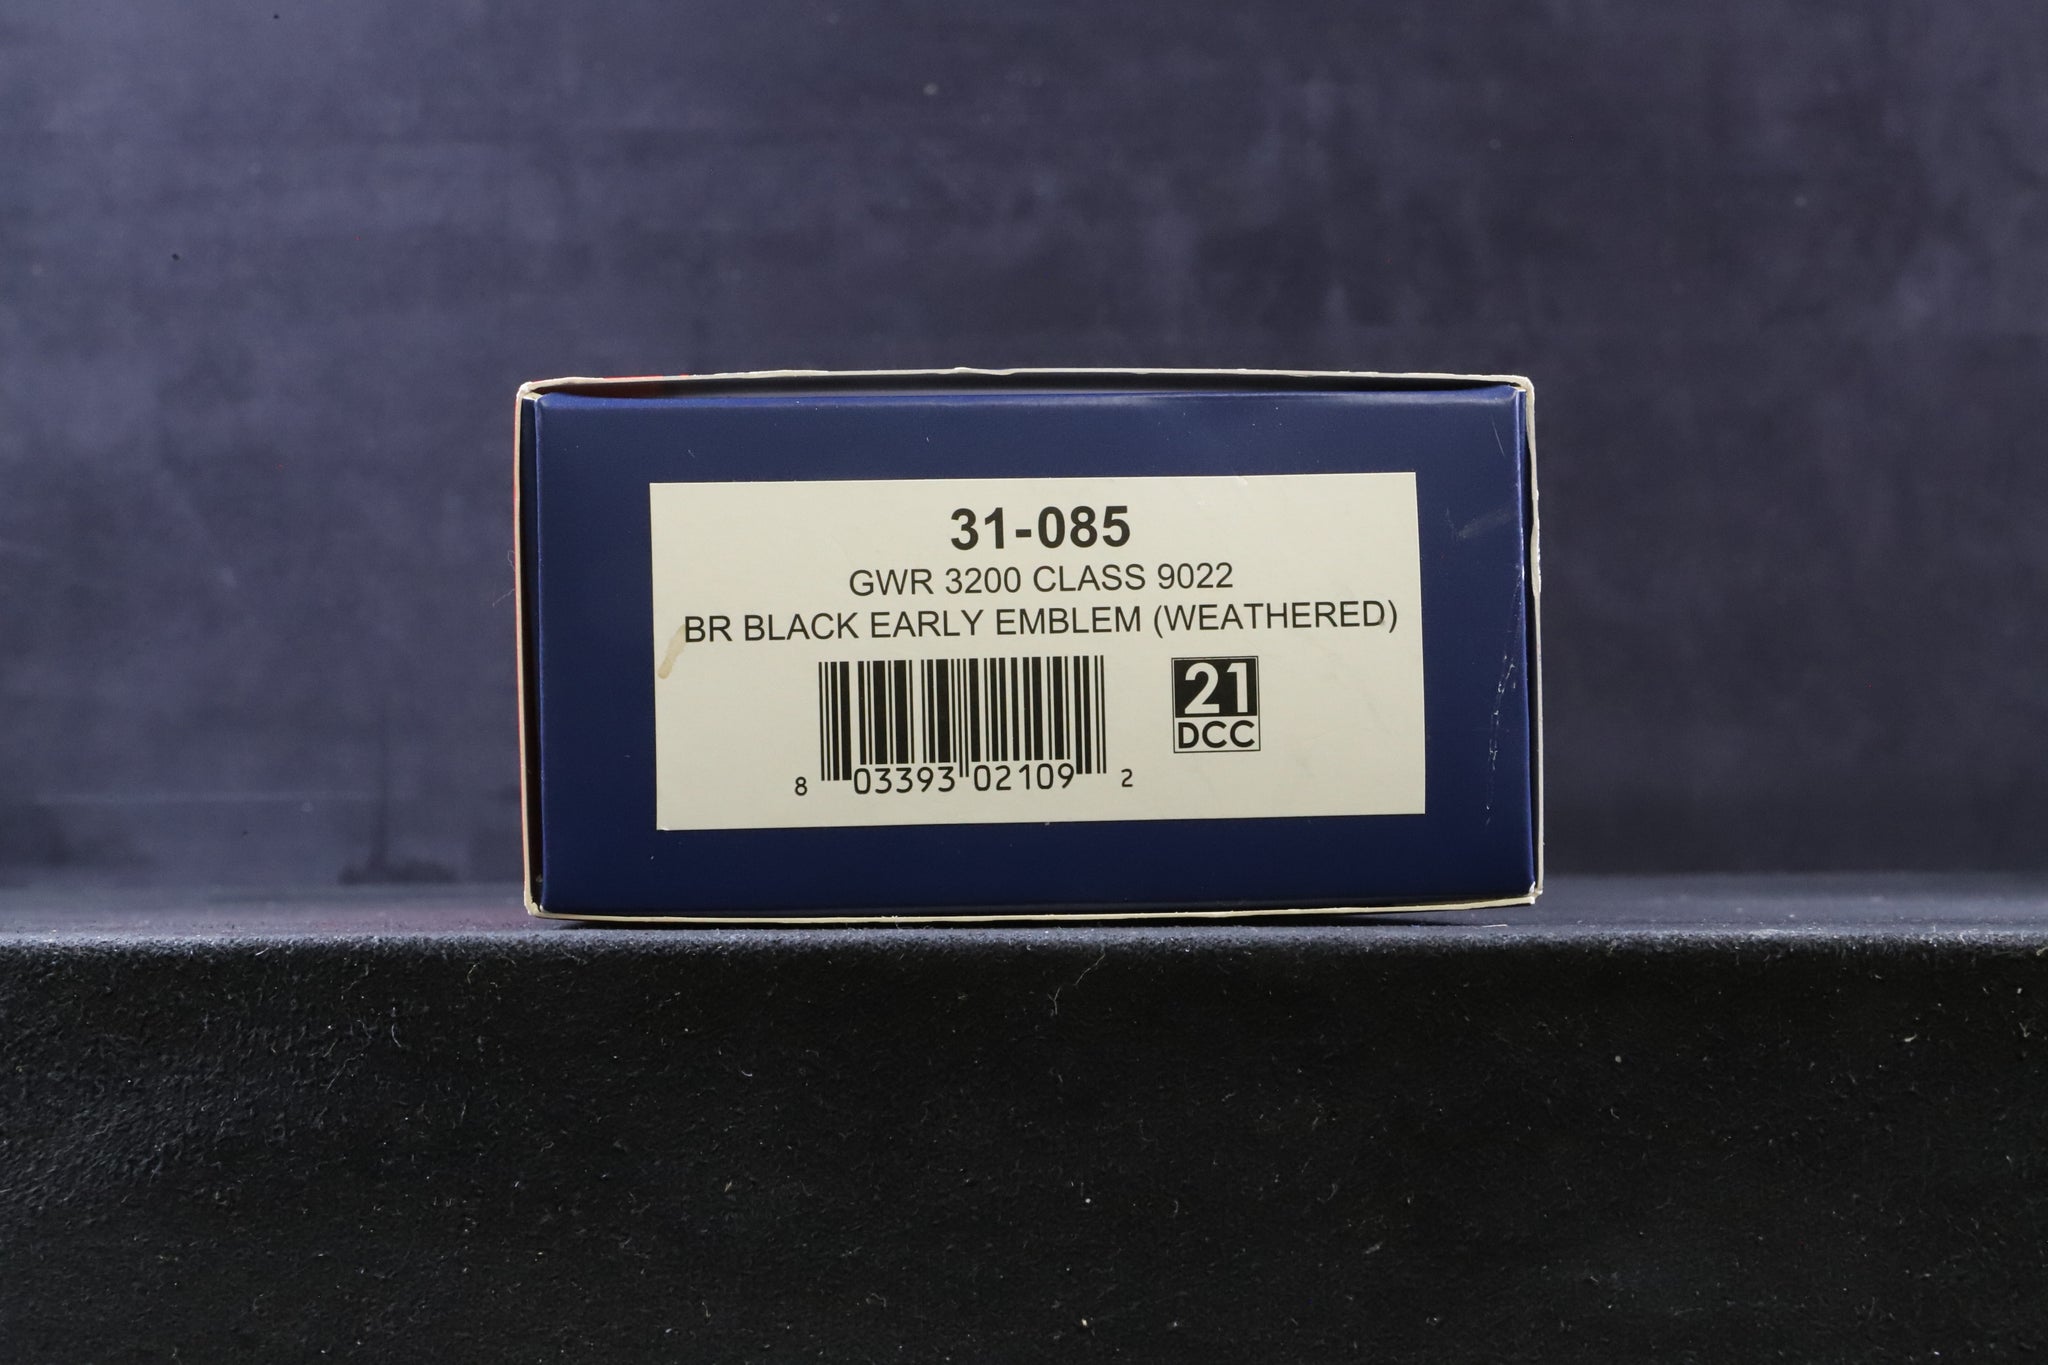 31-085
GWR 3200 CLASS 9022
BR BLACK EARLY EMBLEM (WEATHERED)
21
DCC
8 03393 02109 2